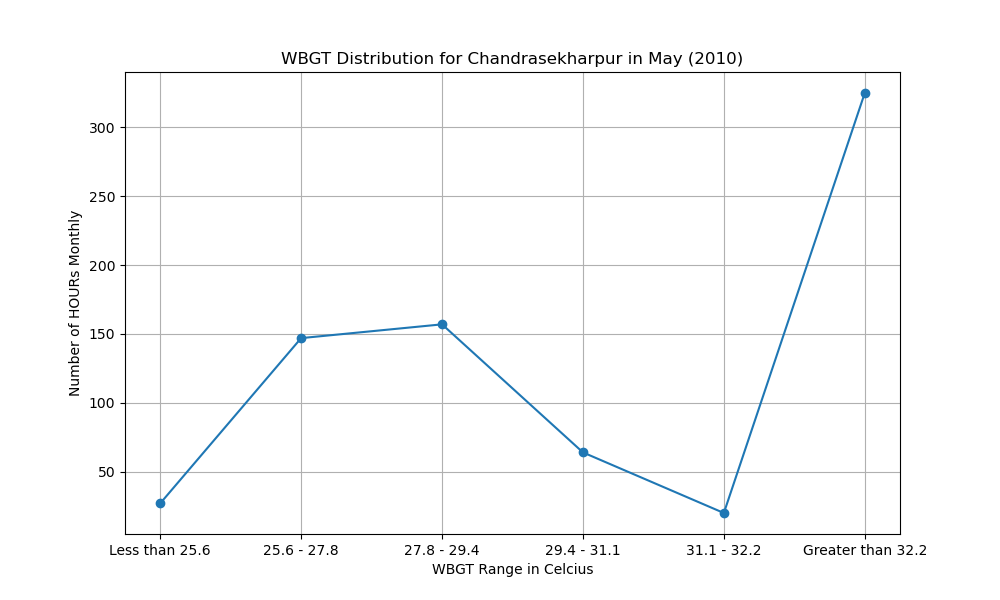 WBGT Distribution for Chandrasekharpur in May (2010)
Number of HOURs Monthly
300
250
200
150
100
50
Less than 25.6 25.6 - 27.8 27.8 - 29.4 29.4 - 31.1 31.1 - 32.2 Greater than 32.2
WBGT Range in Celcius